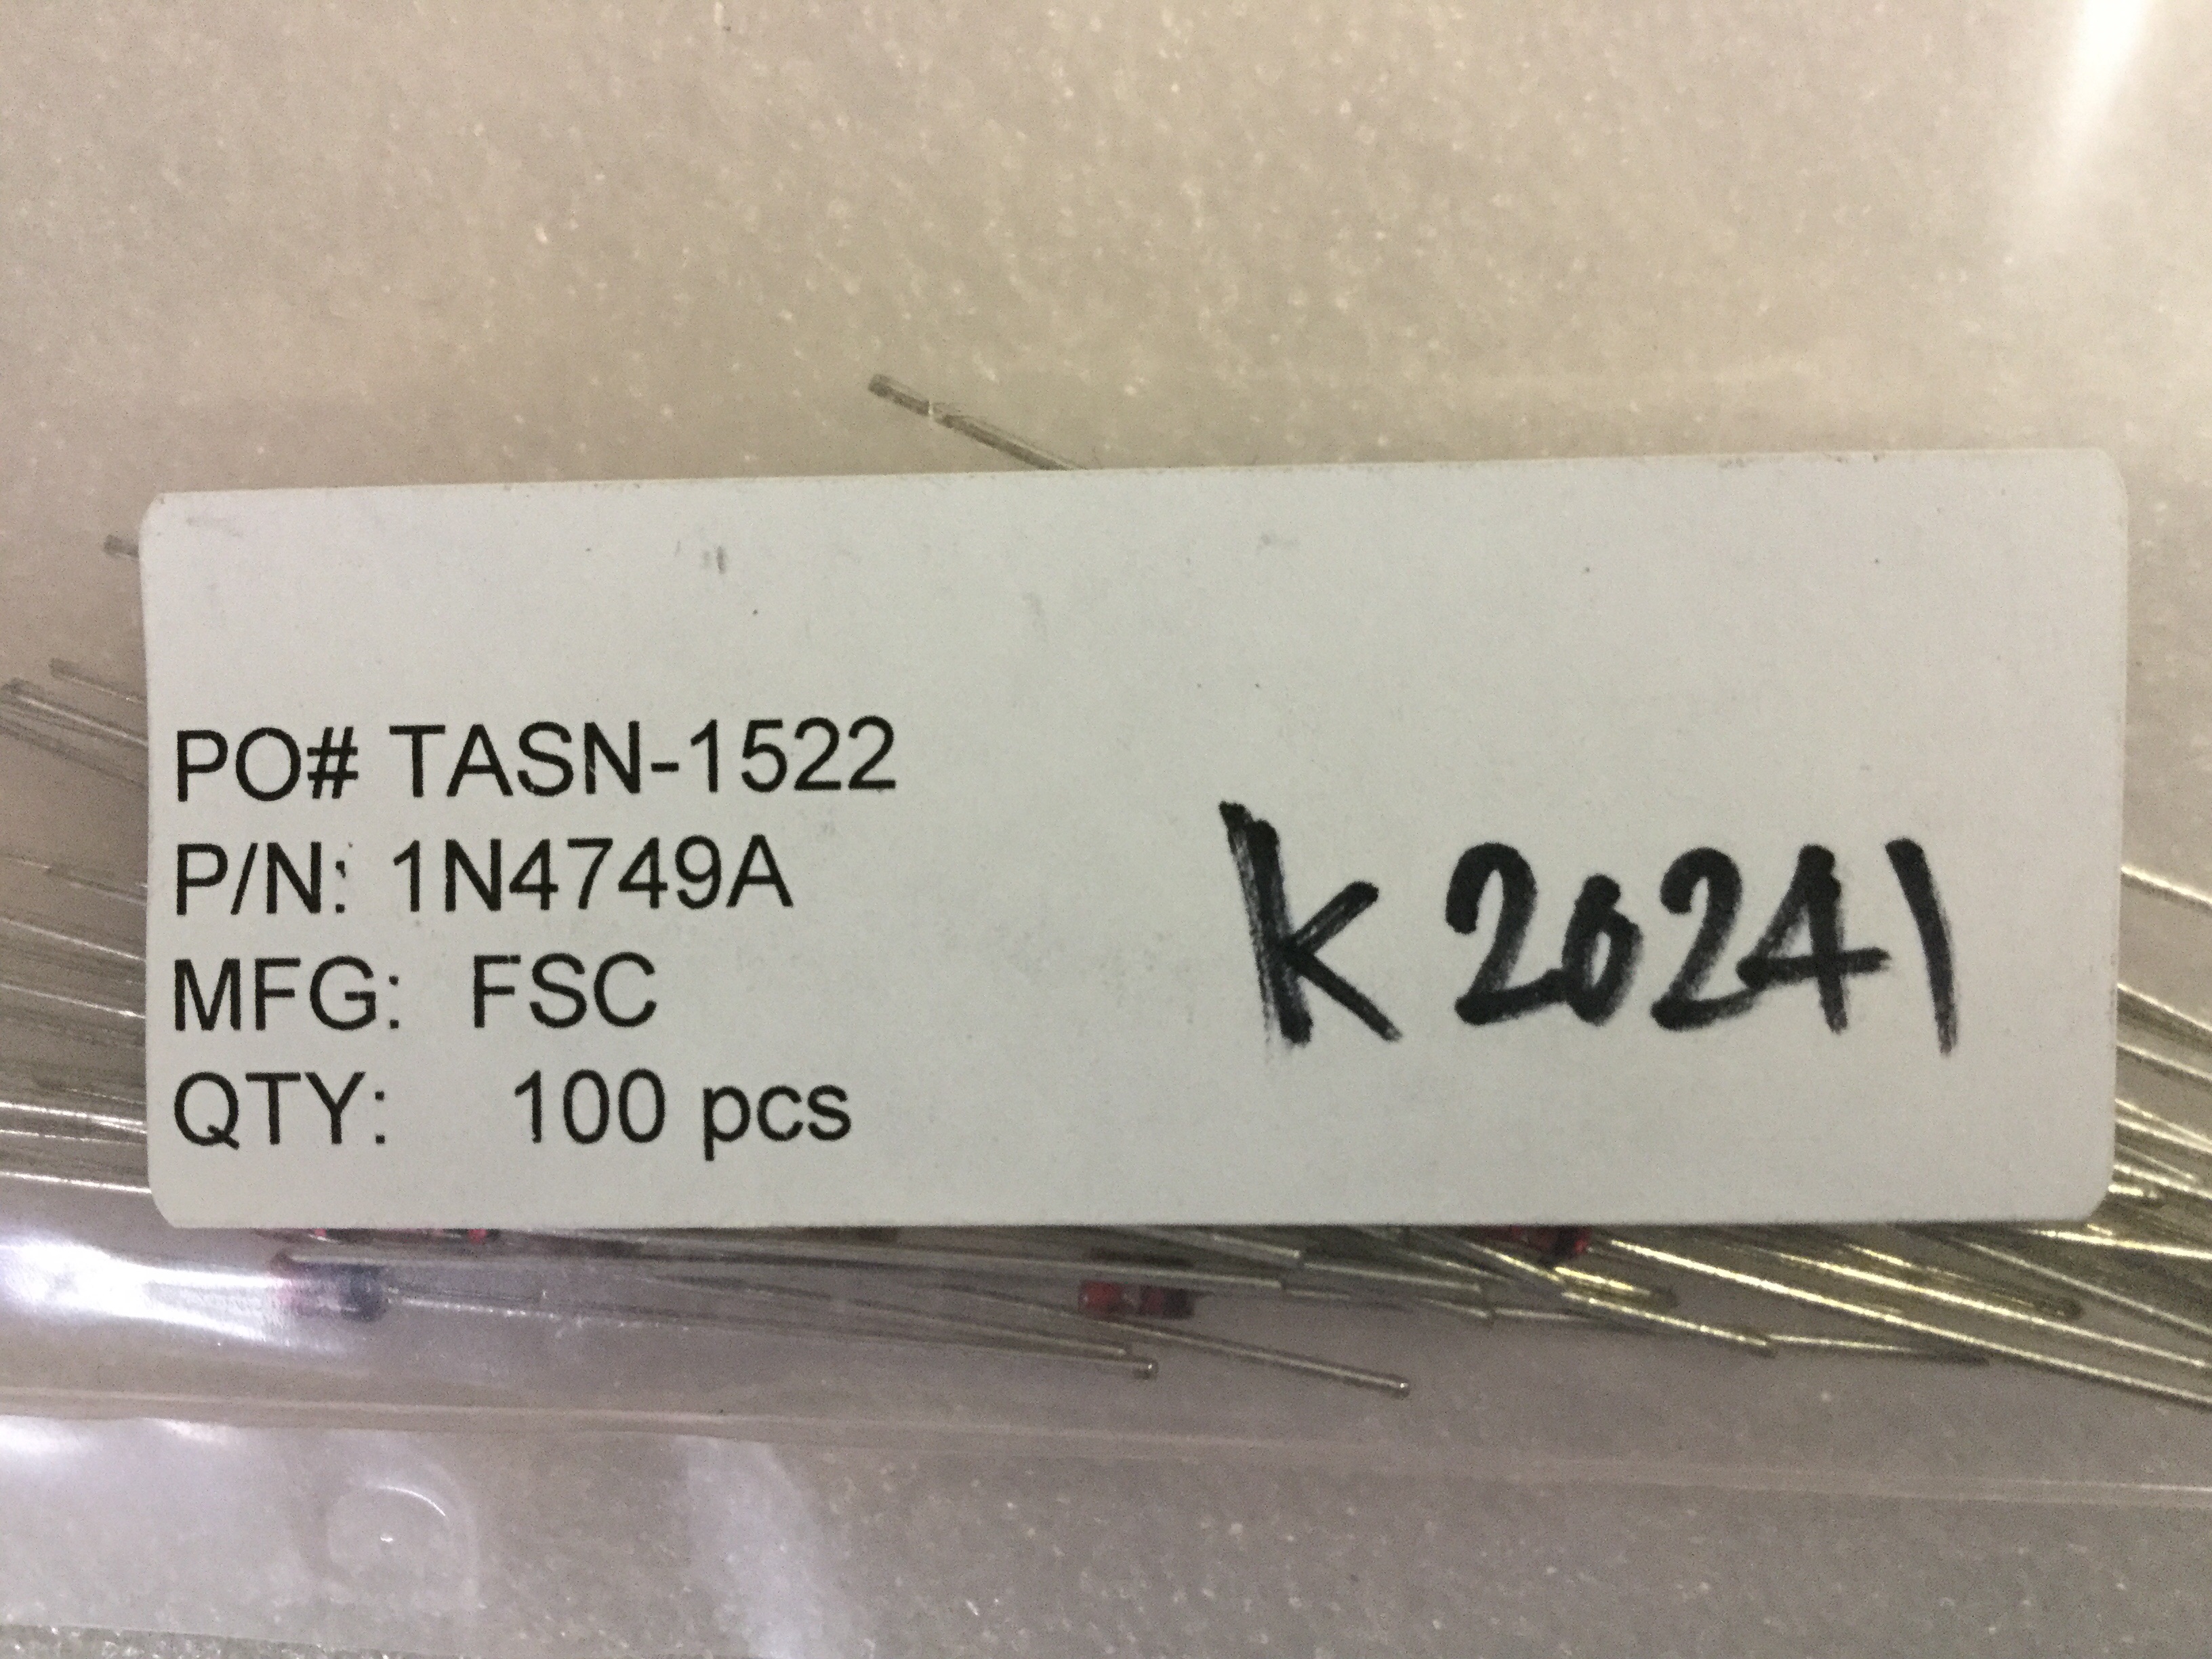 PO# TASN-1522
P/N: 1N4749A
MFG: FSC
QTY: 100 pcs
K20241